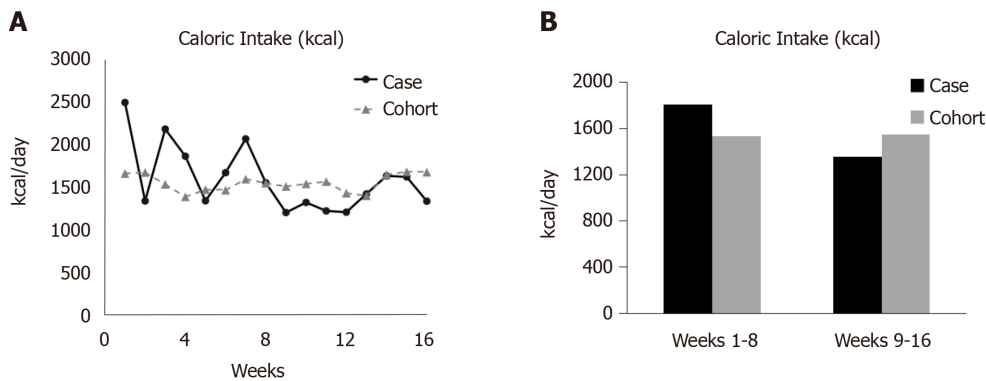 A
Caloric Intake (kcal)
3000
2500
2000
1500
1000
500
0
kcal/day
Case
Cohort
0 4 8 12 16
Weeks
B
Caloric Intake (kcal)
2000
1600
1200
800
400
0
kcal/day
Case
Cohort
Weeks 1-8 Weeks 9-16